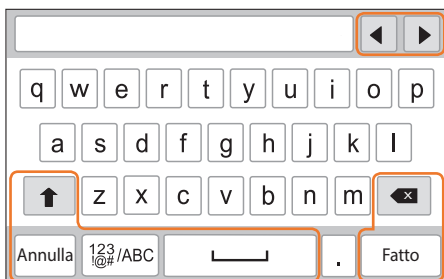 q w e r t y u i o p
a s d f g h j k l
z x c v b n m
Annulla 123 !@# /ABC . Fatto